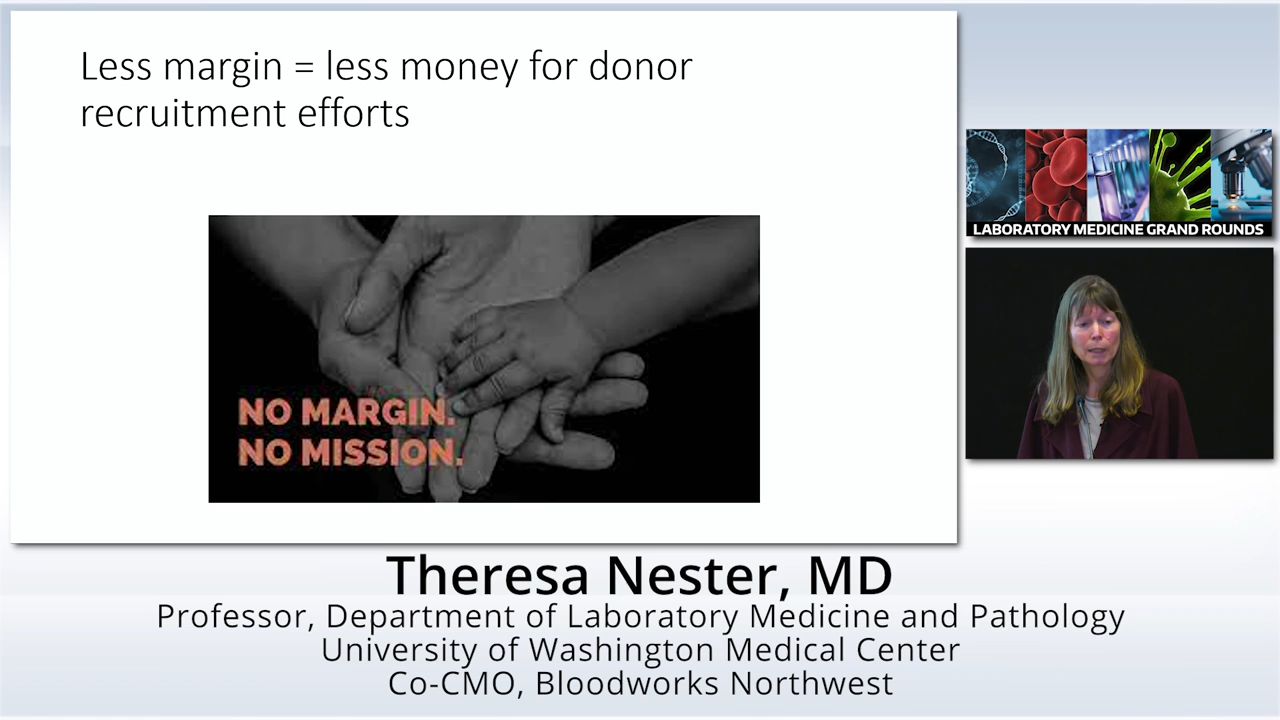 Less margin = less money for donor
recruitment efforts
NO MARGIN.
NO MISSION.
LABORATORY MEDICINE GRAND ROUNDS
Theresa Nester, MD
Professor, Department of Laboratory Medicine and Pathology
University of Washington Medical Center
Co-CMO, Bloodworks Northwest